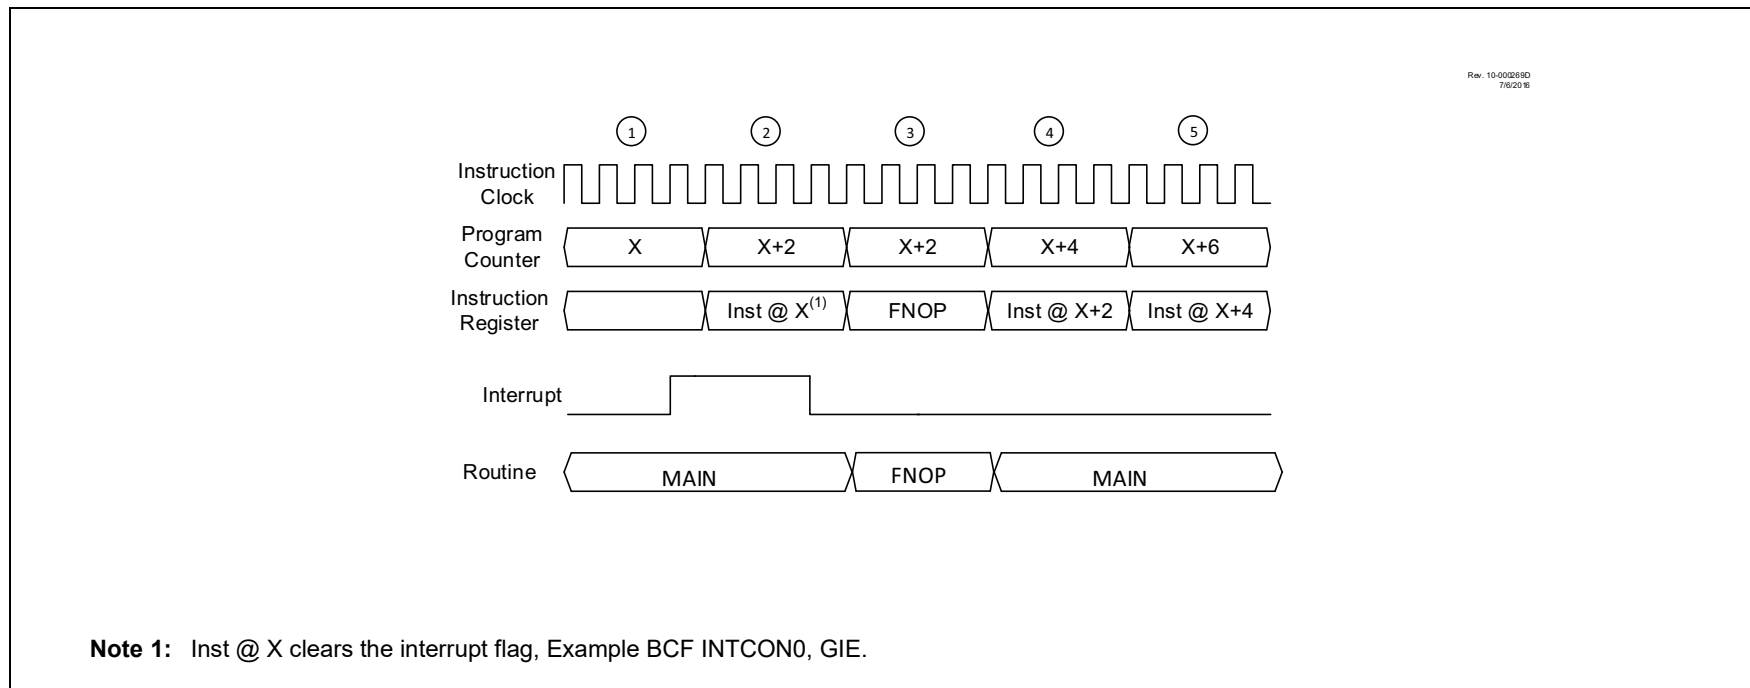 Rev. 10-000269D
7/6/2016
1 2 3 4 5
Instruction
Clock
Program
Counter
X X+2 X+2 X+4 X+6
Instruction
Register
Inst @ X(1) FNOP Inst @ X+2 Inst @ X+4
Interrupt
Routine MAIN FNOP MAIN
Note 1: Inst @ X clears the interrupt flag, Example BCF INTCON0, GIE.